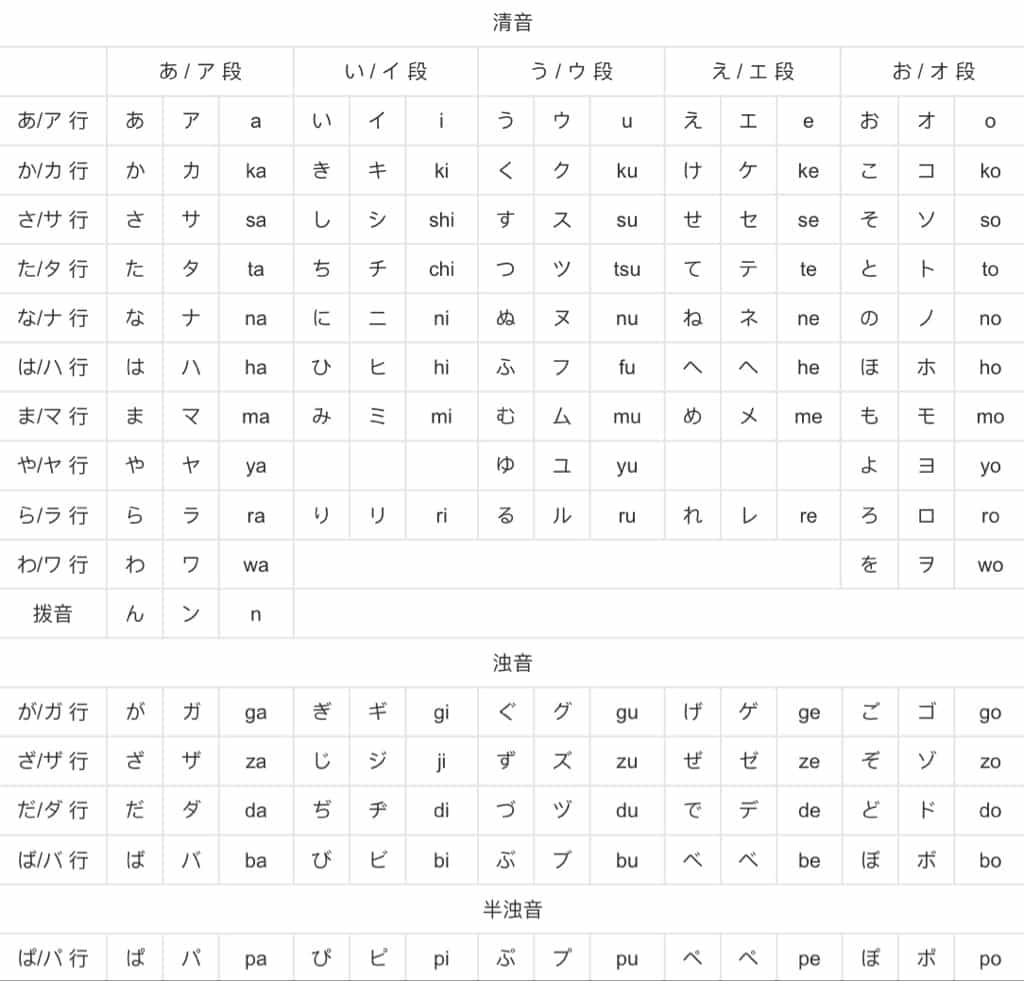 清音
あ / ア 段 い / イ 段 う / ウ 段 え / エ 段 お / オ 段
あ/ア 行 あ ア a い イ i う ウ u え エ e お オ o
か/カ 行 か カ ka き キ ki く ク ku け ケ ke こ コ ko
さ/サ 行 さ サ sa し シ shi す ス su せ セ se そ ソ so
た/タ 行 た タ ta ち チ chi つ ツ tsu て テ te と ト to
な/ナ 行 な ナ na に ニ ni ぬ ヌ nu ね ネ ne の ノ no
は/ハ 行 は ハ ha ひ ヒ hi ふ フ fu へ ヘ he ほ ホ ho
ま/マ 行 ま マ ma み ミ mi む ム mu め メ me も モ mo
や/ヤ 行 や ヤ ya ゆ ユ yu よ ヨ yo
ら/ラ 行 ら ラ ra り リ ri る ル ru れ レ re ろ ロ ro
わ/ワ 行 わ ワ wa を ヲ wo
拨音 ん ン n
浊音
が/ガ 行 が ガ ga ぎ ギ gi ぐ グ gu げ ゲ ge ご ゴ go
ざ/ザ 行 ざ ザ za じ ジ ji ず ズ zu ぜ ゼ ze ぞ ゾ zo
だ/ダ 行 だ ダ da ぢ ヂ di づ ヅ du で デ de ど ド do
ば/バ 行 ば バ ba び ビ bi ぶ ブ bu べ ベ be ぼ ボ bo
半浊音
ぱ/パ 行 ぱ パ pa ぴ ピ pi ぷ プ pu ぺ ペ pe ぽ ポ po